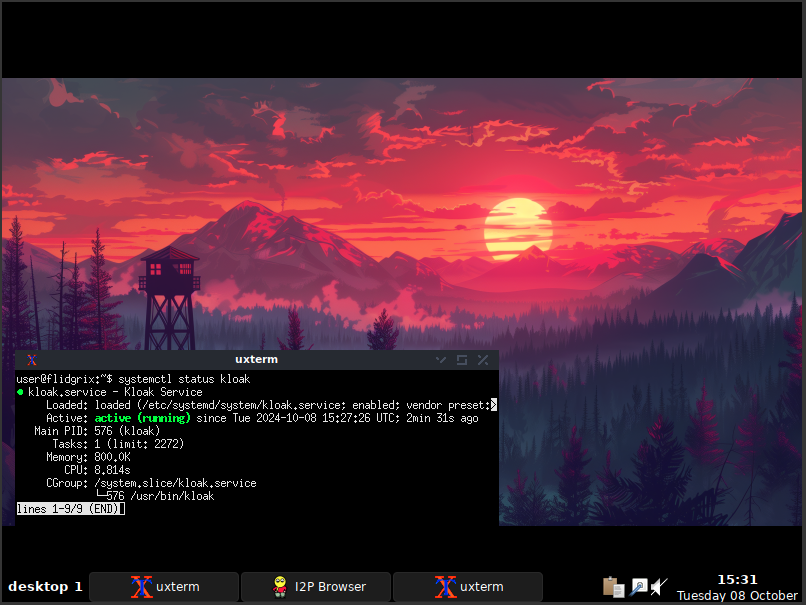 uxterm
user@flidgrix:~$ systemctl status kloak
● kloak.service - Kloak Service
Loaded: loaded (/etc/systemd/system/kloak.service; enabled; vendor preset:>
Active: active (running) since Tue 2024-10-08 15:27:26 UTC; 2min 31s ago
Main PID: 576 (kloak)
Tasks: 1 (limit: 2272)
Memory: 800.0K
CPU: 8.814s
CGroup: /system.slice/kloak.service
└─576 /usr/bin/kloak
lines 1-9/9 (END)
desktop 1 uxterm I2P Browser uxterm 15:31
Tuesday 08 October